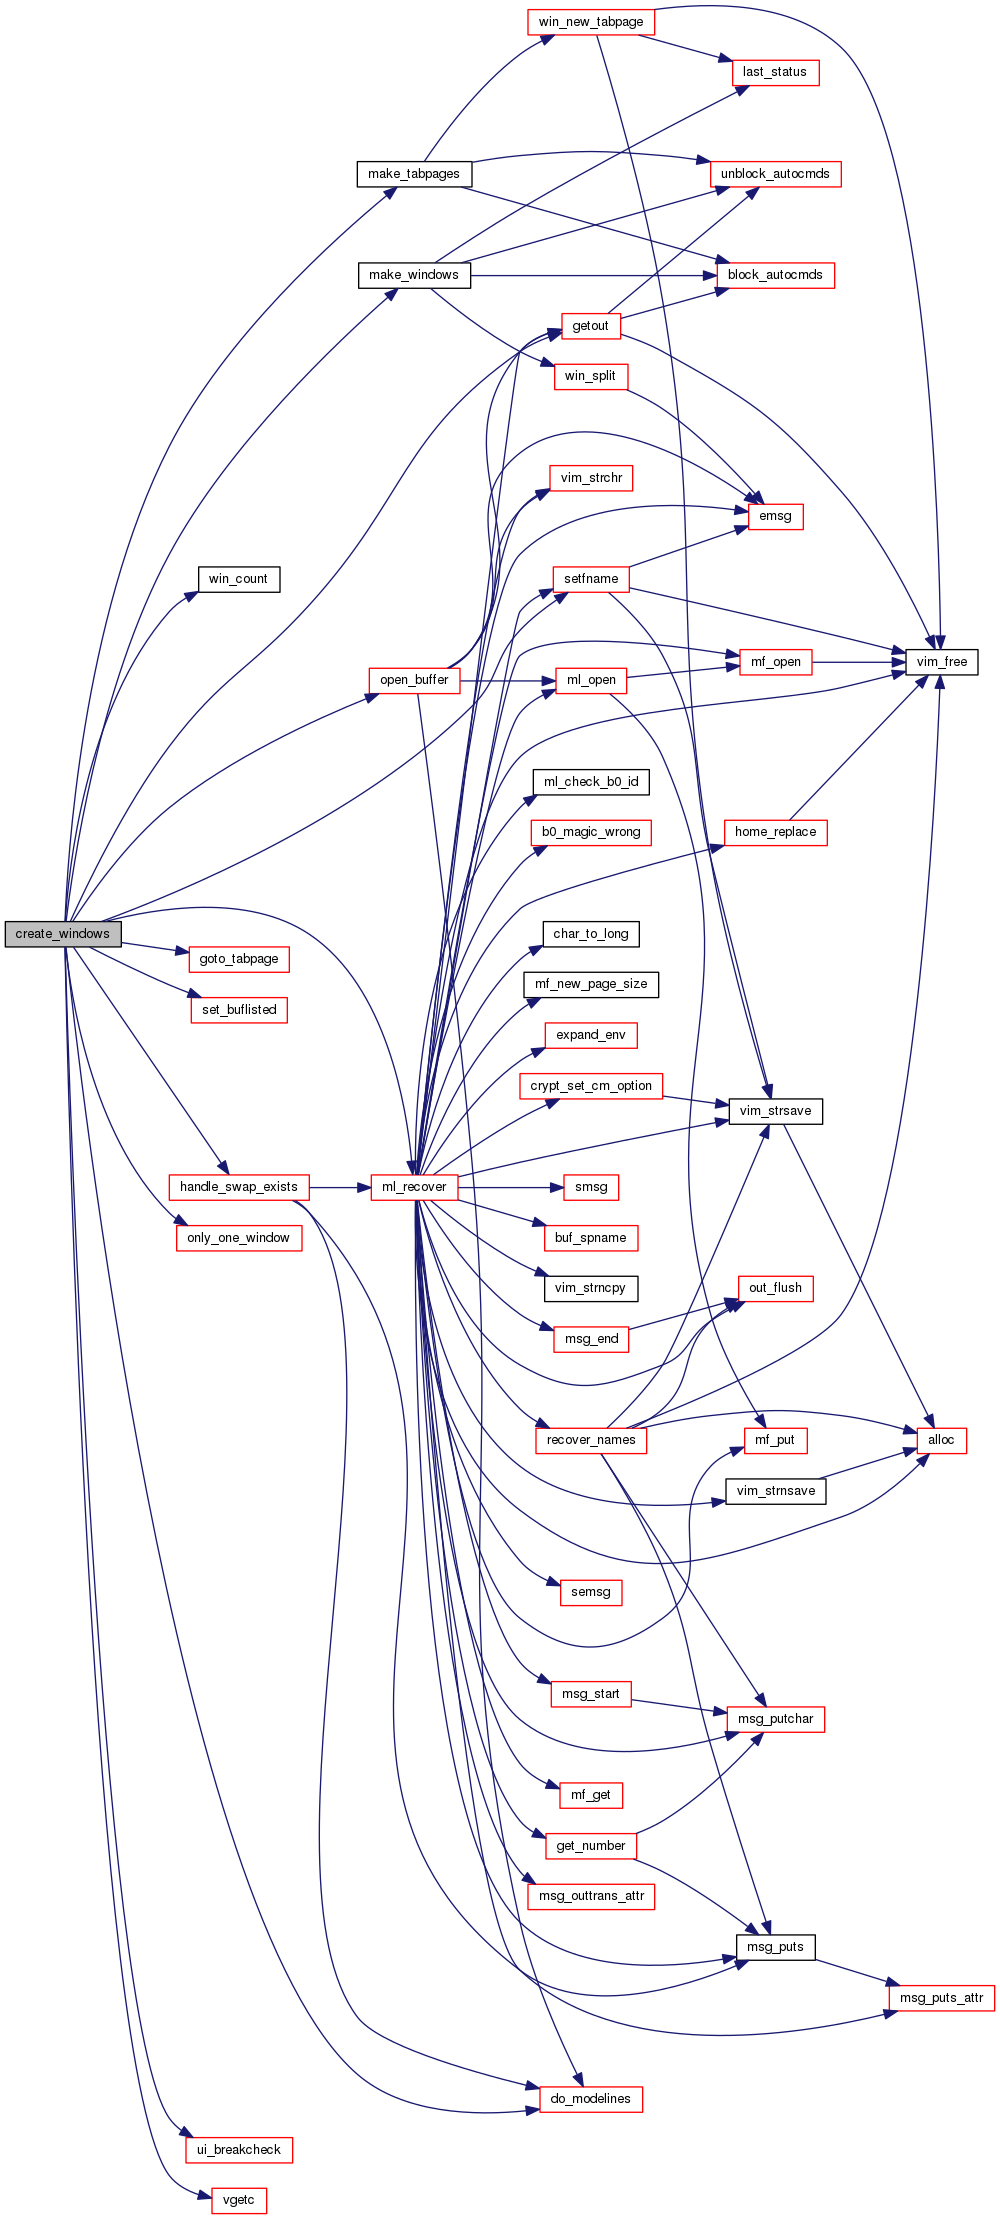 win_new_tabpage
last_status
make_tabpages
unblock_autocmds
make_windows
block_autocmds
getout
win_split
vim_strchr
emsg
win_count
setfname
open_buffer
ml_open
mf_open
vim_free
ml_check_b0_id
b0_magic_wrong
home_replace
create_windows
char_to_long
goto_tabpage
mf_new_page_size
set_buflisted
expand_env
crypt_set_cm_option
vim_strsave
handle_swap_exists
ml_recover
smsg
only_one_window
buf_spname
vim_strncpy
out_flush
msg_end
recover_names
mf_put
alloc
vim_strnsave
semsg
msg_start
msg_putchar
mf_get
get_number
msg_outtrans_attr
msg_puts
msg_puts_attr
do_modelines
ui_breakcheck
vgetc